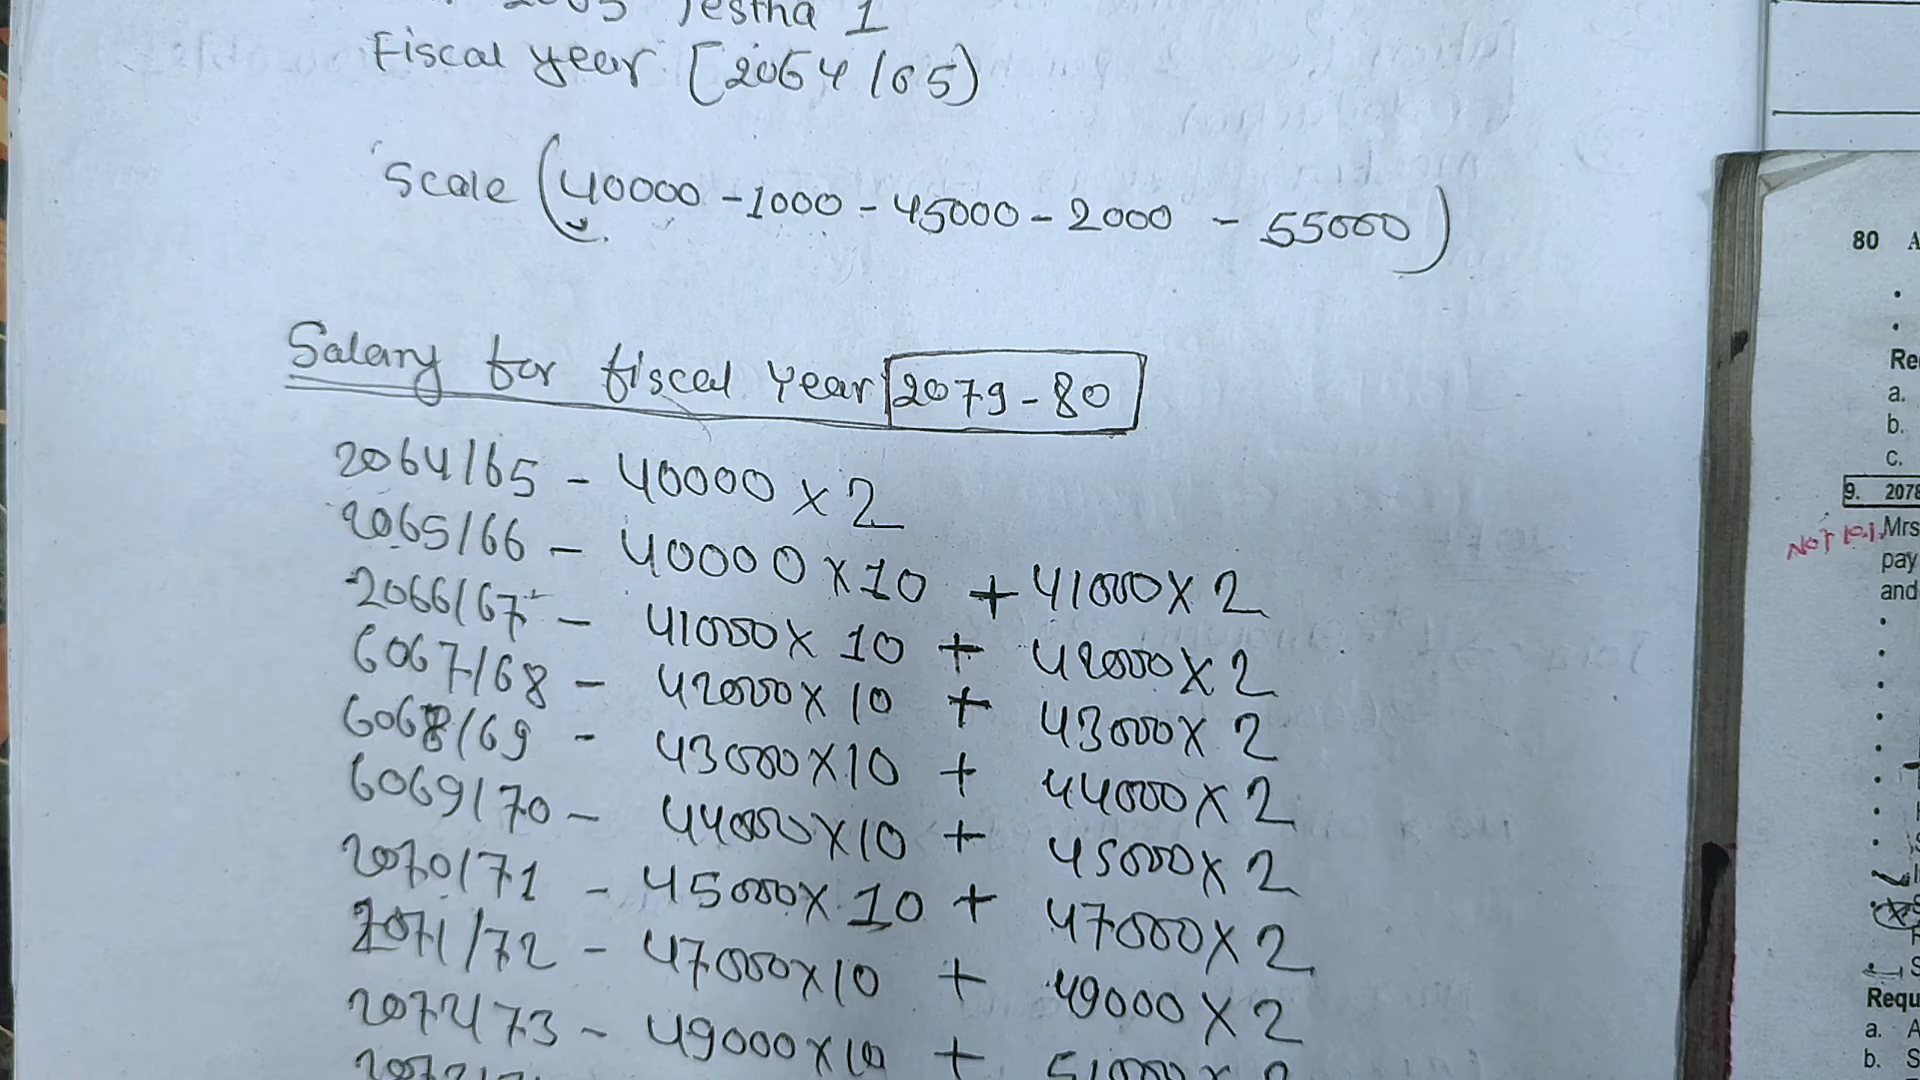 2065 Jestha 1
Fiscal year [2064/65)
Scale (40000 - 1000 - 45000 - 2000 - 55000)
Salary for fiscal Year 2079-80
2064/65 - 40000 x 2
2065/66 - 40000 x 10 + 41000 x 2
2066/67 - 41000 x 10 + 42000 x 2
6067/68 - 42000 x 10 + 43000 x 2
6068/69 - 43000 x 10 + 44000 x 2
6069/70 - 44000 x 10 + 45000 x 2
2070/71 - 45000 x 10 + 47000 x 2
2071/72 - 47000 x 10 + 49000 x 2
2072/73 - 49000 x 10 + 51000 x 2
80 A
a.
b.
c.
9. 2078
Not
Mrs
pay
and
Requ
a. A
b. S